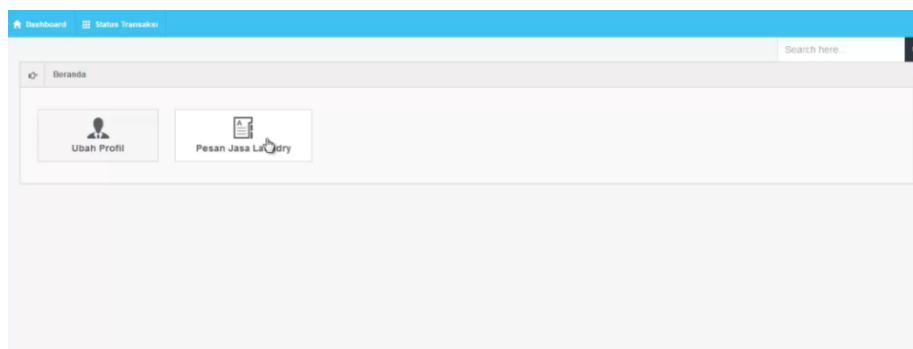 Dashboard Status Transaksi
Search here...
Beranda
Ubah Profil Pesan Jasa Laundry